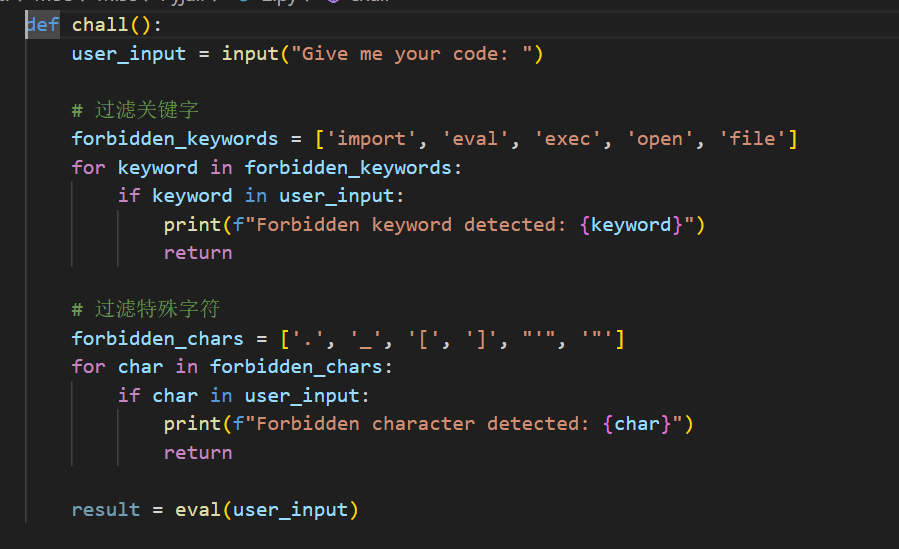 def chall():
    user_input = input("Give me your code: ")
    # 过滤关键字
    forbidden_keywords = ['import', 'eval', 'exec', 'open', 'file']
    for keyword in forbidden_keywords:
        if keyword in user_input:
            print(f"Forbidden keyword detected: {keyword}")
            return
    # 过滤特殊字符
    forbidden_chars = ['.', '_', '[', ']', "'", '"']
    for char in forbidden_chars:
        if char in user_input:
            print(f"Forbidden character detected: {char}")
            return
    result = eval(user_input)